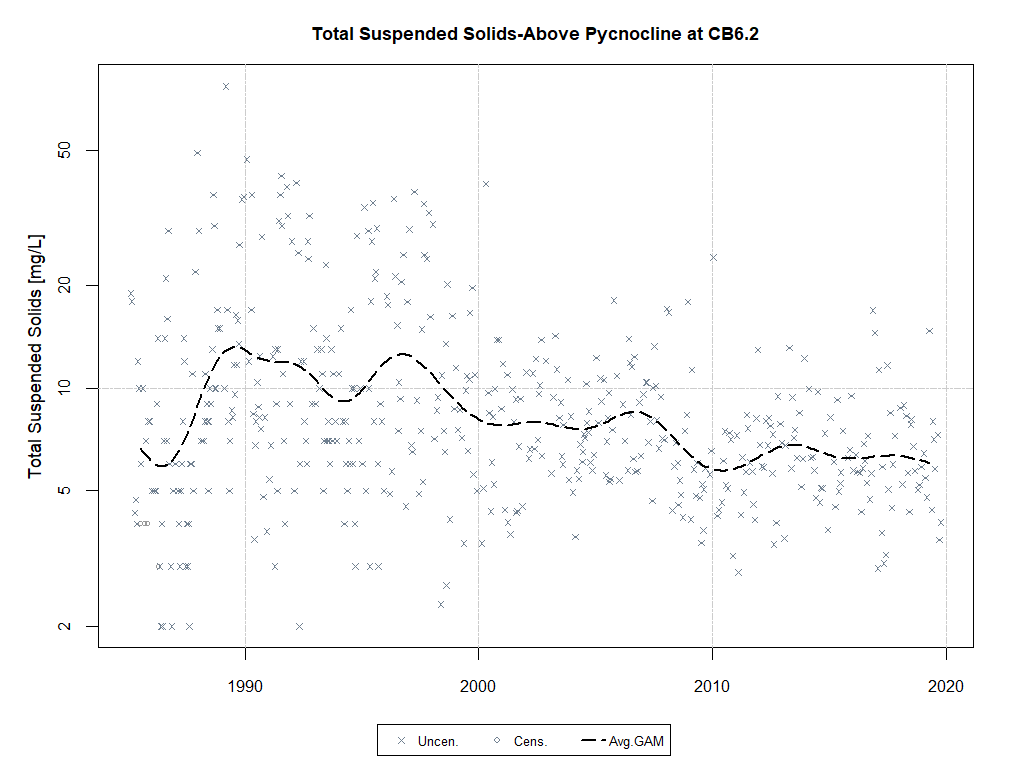 Total Suspended Solids-Above Pycnocline at CB6.2
Total Suspended Solids [mg/L]
50
20
10
5
2
1990 2000 2010 2020
Uncen. Cens. Avg.GAM